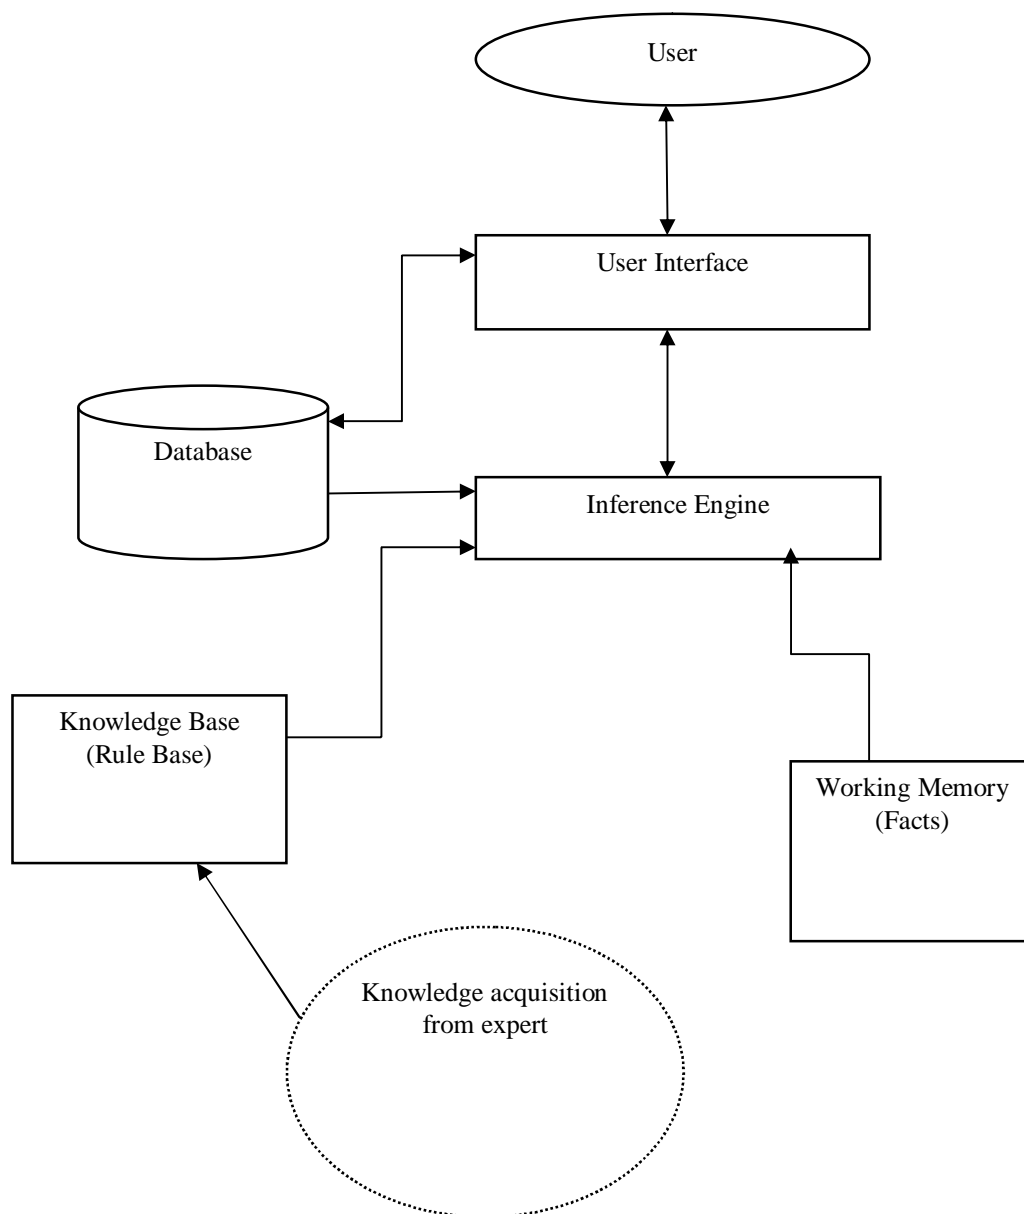 User
User Interface
Database
Inference Engine
Knowledge Base
(Rule Base)
Working Memory
(Facts)
Knowledge acquisition
from expert